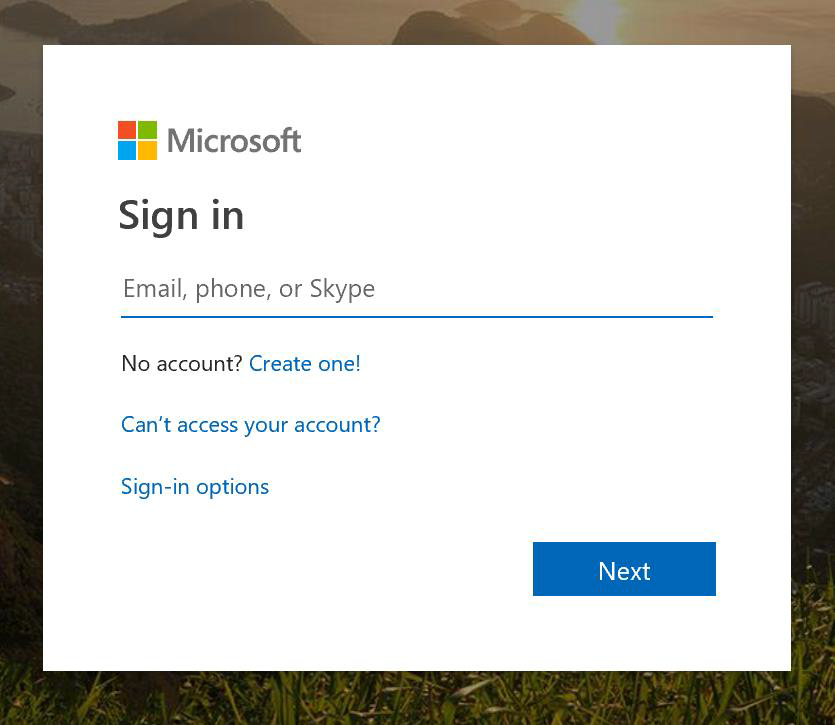 Microsoft
Sign in
Email, phone, or Skype
No account? Create one!
Can’t access your account?
Sign-in options
Next